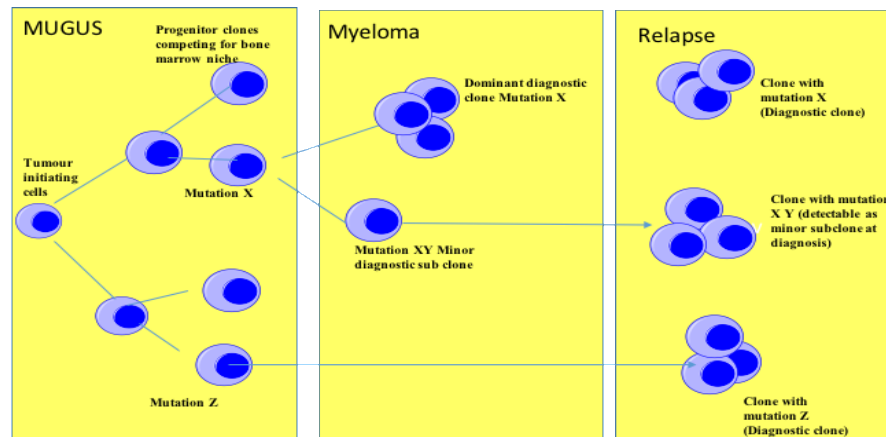 MUGUS
Progenitor clones
competing for bone
marrow niche
Tumour
initiating
cells
Mutation X
Mutation Z
Myeloma
Dominant diagnostic
clone Mutation X
Mutation XY Minor
diagnostic sub clone
Relapse
Clone with
mutation X
(Diagnostic clone)
Clone with mutation
X Y (detectable as
minor subclone at
diagnosis)
Clone with
mutation Z
(Diagnostic clone)